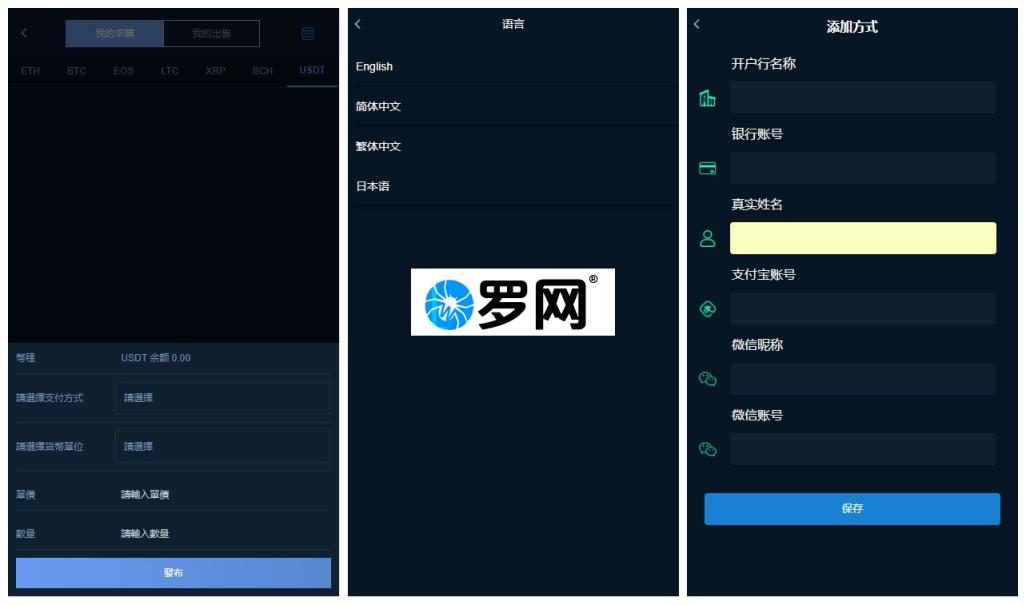 我的求購
我的出售
ETH BTC EOS LTC XRP BCH USDT
幣種 USDT 余额 0.00
請選擇支付方式 請選擇
請選擇貨幣單位 請選擇
單價 請輸入單價
數量 請輸入數量
發布
语言
English
简体中文
繁体中文
日本语
罗网®
添加方式
开户行名称
银行账号
真实姓名
支付宝账号
微信昵称
微信账号
保存